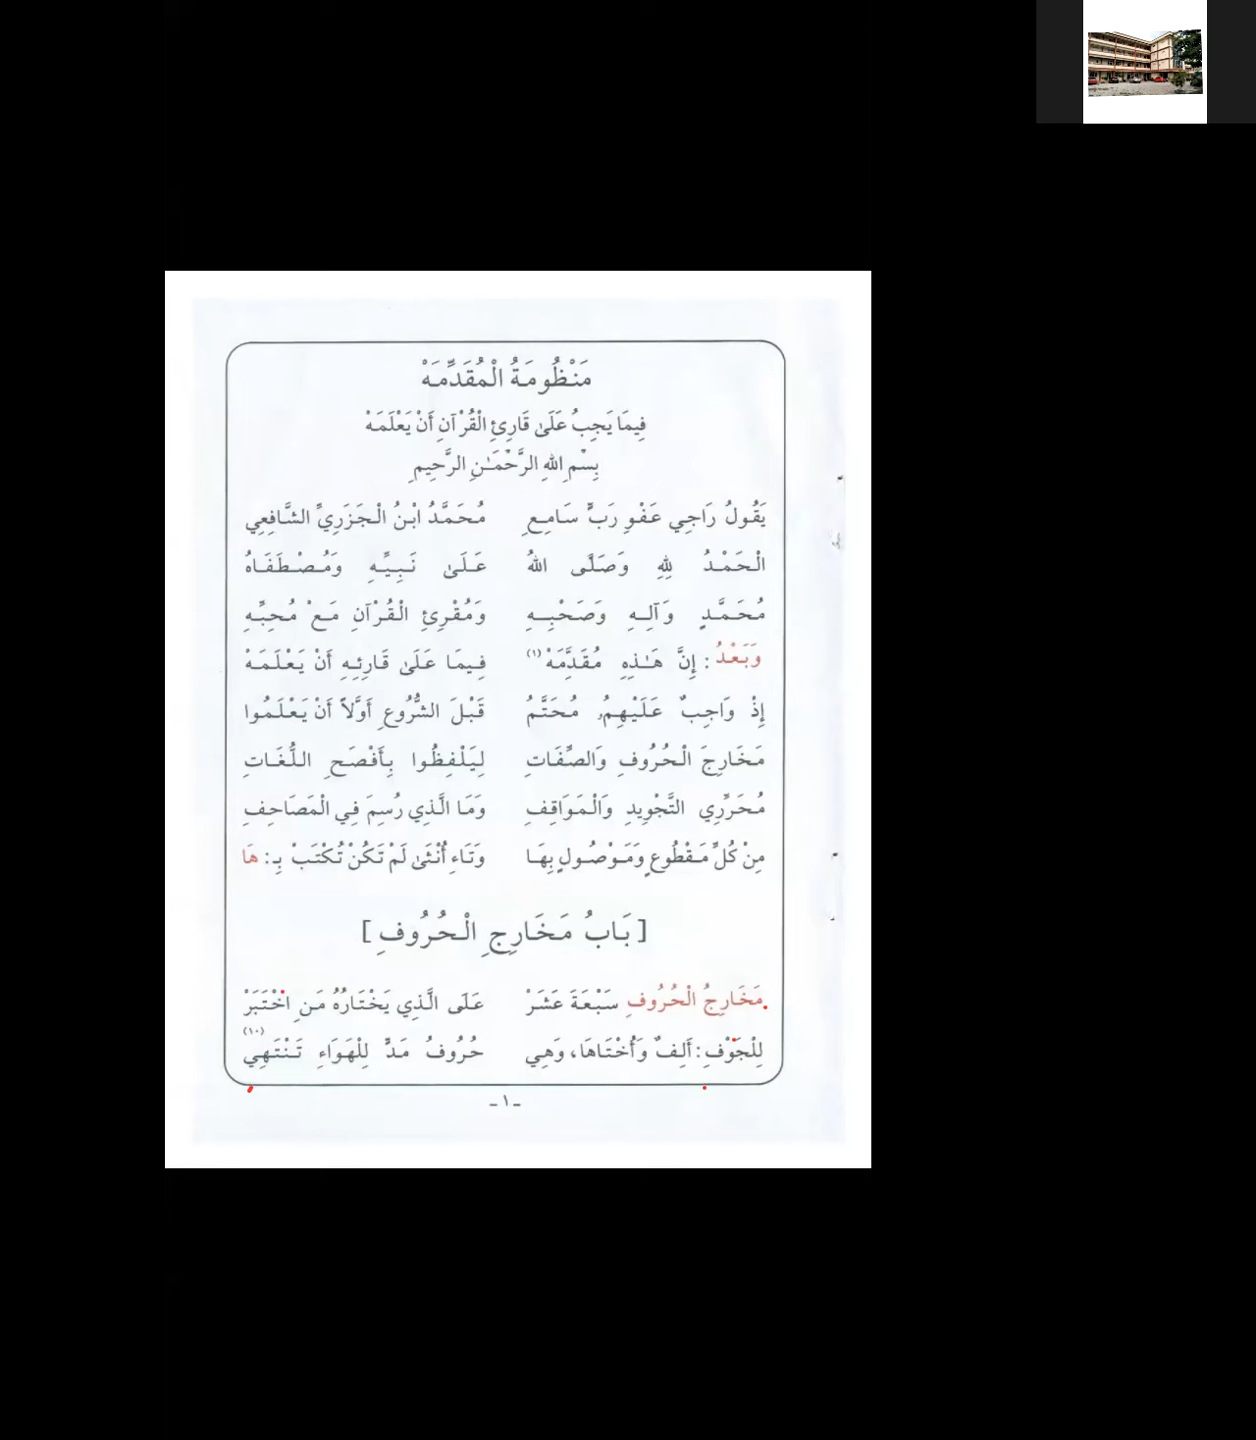 مَنْظُومَةُ الْمُقَدِّمَهْ
فِيمَا يَجِبُ عَلَىٰ قَارِئِ الْقُرْآنِ أَنْ يَعْلَمَهْ
بِسْمِ اللهِ الرَّحْمَـٰنِ الرَّحِيمِ
يَقُولُ رَاجِي عَفْوِ رَبٍّ سَامِعِ مُحَمَّدُ ابْنُ الْجَزَرِيِّ الشَّافِعِي
الْحَمْدُ لِلهِ وَصَلَّى اللهُ عَلَىٰ نَبِيِّهِ وَمُصْطَفَاهُ
مُحَمَّدٍ وَآلِهِ وَصَحْبِهِ وَمُقْرِئِ الْقُرْآنِ مَعْ مُحِبِّهِ
وَبَعْدُ : إِنَّ هَـٰذِهِ مُقَدِّمَهْ (١) فِيمَا عَلَىٰ قَارِئِهِ أَنْ يَعْلَمَهْ
إِذْ وَاجِبٌ عَلَيْهِمُ مُحَتَّمُ قَبْلَ الشُّرُوعِ أَوَّلاً أَنْ يَعْلَمُوا
مَخَارِجَ الْحُرُوفِ وَالصِّفَاتِ لِيَلْفِظُوا بِأَفْصَحِ اللُّغَاتِ
مُحَرِّرِي التَّجْوِيدِ وَالْمَوَاقِفِ وَمَا الَّذِي رُسِمَ فِي الْمَصَاحِفِ
مِنْ كُلِّ مَقْطُوعٍ وَمَوْصُولٍ بِهَا وَتَاءِ أُنْثَىٰ لَمْ تَكُنْ تُكْتَبْ بِـ : هَا
[ بَابُ مَخَارِجِ الْحُرُوفِ ]
مَخَارِجُ الْحُرُوفِ سَبْعَةَ عَشَرْ عَلَى الَّذِي يَخْتَارُهُ مَنِ اخْتَبَرْ
لِلْجَوْفِ : أَلِفٌ وَأُخْتَاهَا، وَهِي حُرُوفُ مَدٍّ لِلْهَوَاءِ تَنْتَهِي (١٠)
- ١ -